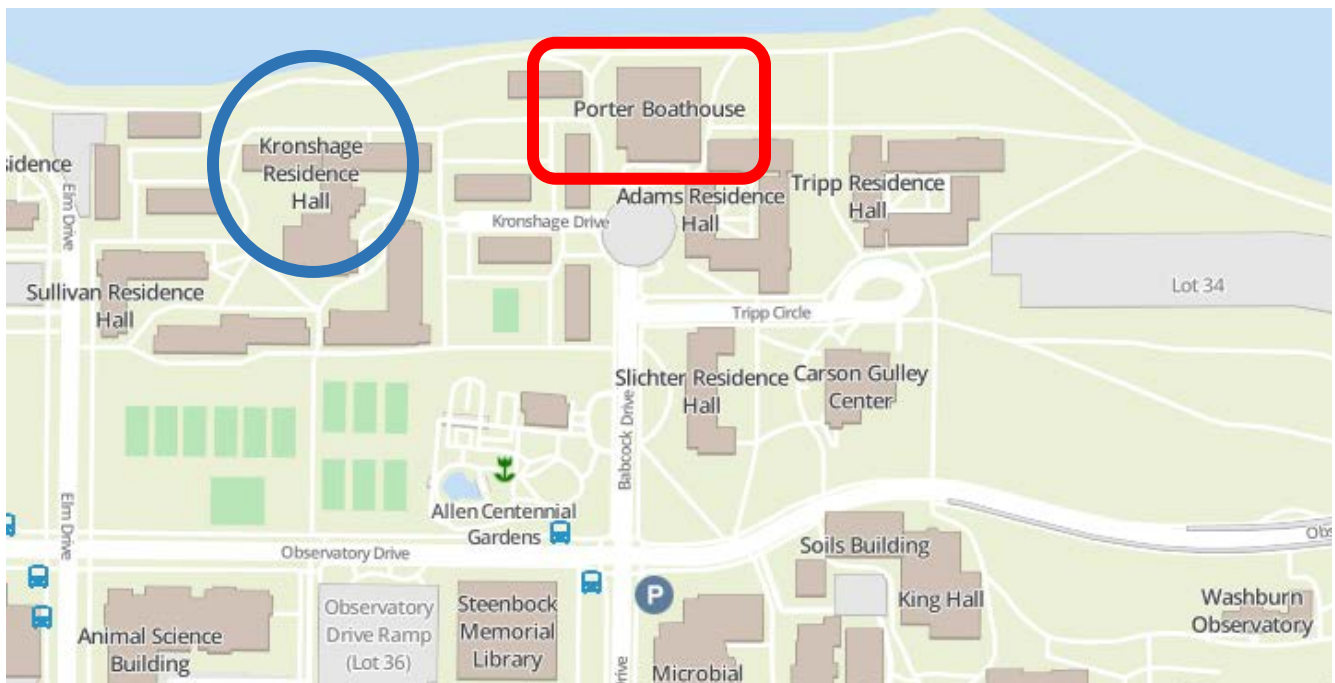 Porter Boathouse
Kronshage
Residence
Hall
sidence
Elm Drive
Tripp Residence
Hall
Adams Residence
Hall
Kronshage Drive
Sullivan Residence
Hall
Lot 34
Tripp Circle
Slichter Residence
Hall
Carson Gulley
Center
Babcock Drive
Elm Drive
Allen Centennial
Gardens
Observatory Drive
Soils Building
Obs
P
King Hall
Washburn
Observatory
Observatory
Drive Ramp
(Lot 36)
Steenbock
Memorial
Library
Animal Science
Building
Microbial
Drive